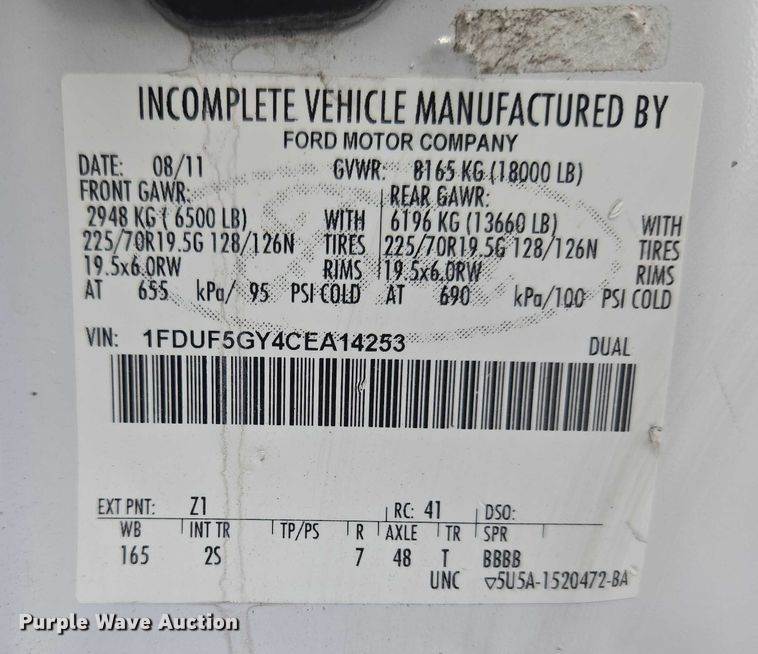 INCOMPLETE VEHICLE MANUFACTURED BY
FORD MOTOR COMPANY
DATE: 08/11 GVWR: 8165 KG (18000 LB)
FRONT GAWR: REAR GAWR:
2948 KG ( 6500 LB) WITH 6196 KG (13660 LB) WITH
225/70R19.5G 128/126N TIRES 225/70R19.5G 128/126N TIRES
19.5x6.0RW RIMS 19.5x6.0RW RIMS
AT 655 kPa/ 95 PSI COLD AT 690 kPa/100 PSI COLD
VIN: 1FDUF5GY4CEA14253 DUAL
EXT PNT: Z1 RC: 41 DSO:
WB INT TR TP/PS R AXLE TR SPR
165 2S 7 48 T BBBB
UNC ▽5U5A-1520472-BA
Purple Wave Auction